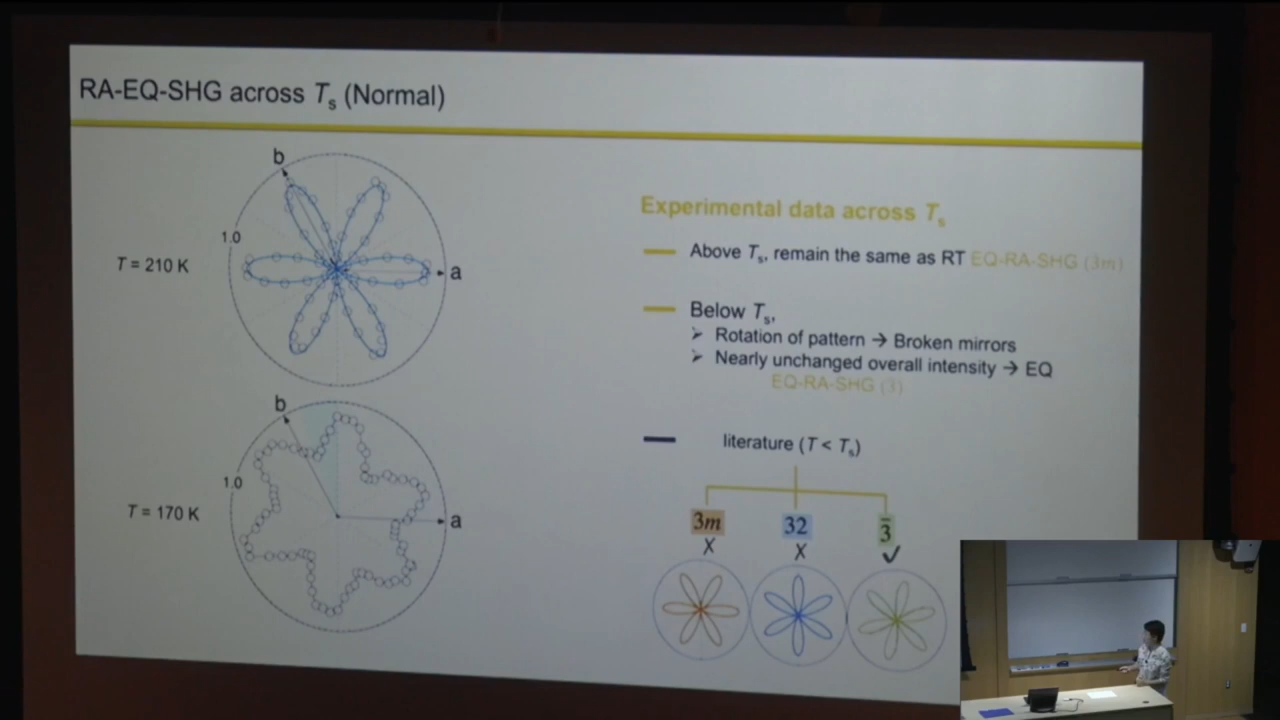 RA-EQ-SHG across Ts (Normal)
b
1.0
T = 210 K
a
b
1.0
T = 170 K
a
Experimental data across Ts
Above Ts, remain the same as RT EQ-RA-SHG (3m)
Below Ts,
➢ Rotation of pattern → Broken mirrors
➢ Nearly unchanged overall intensity → EQ
EQ-RA-SHG (3)
literature (T < Ts)
3m 32 3̅
X X ✓